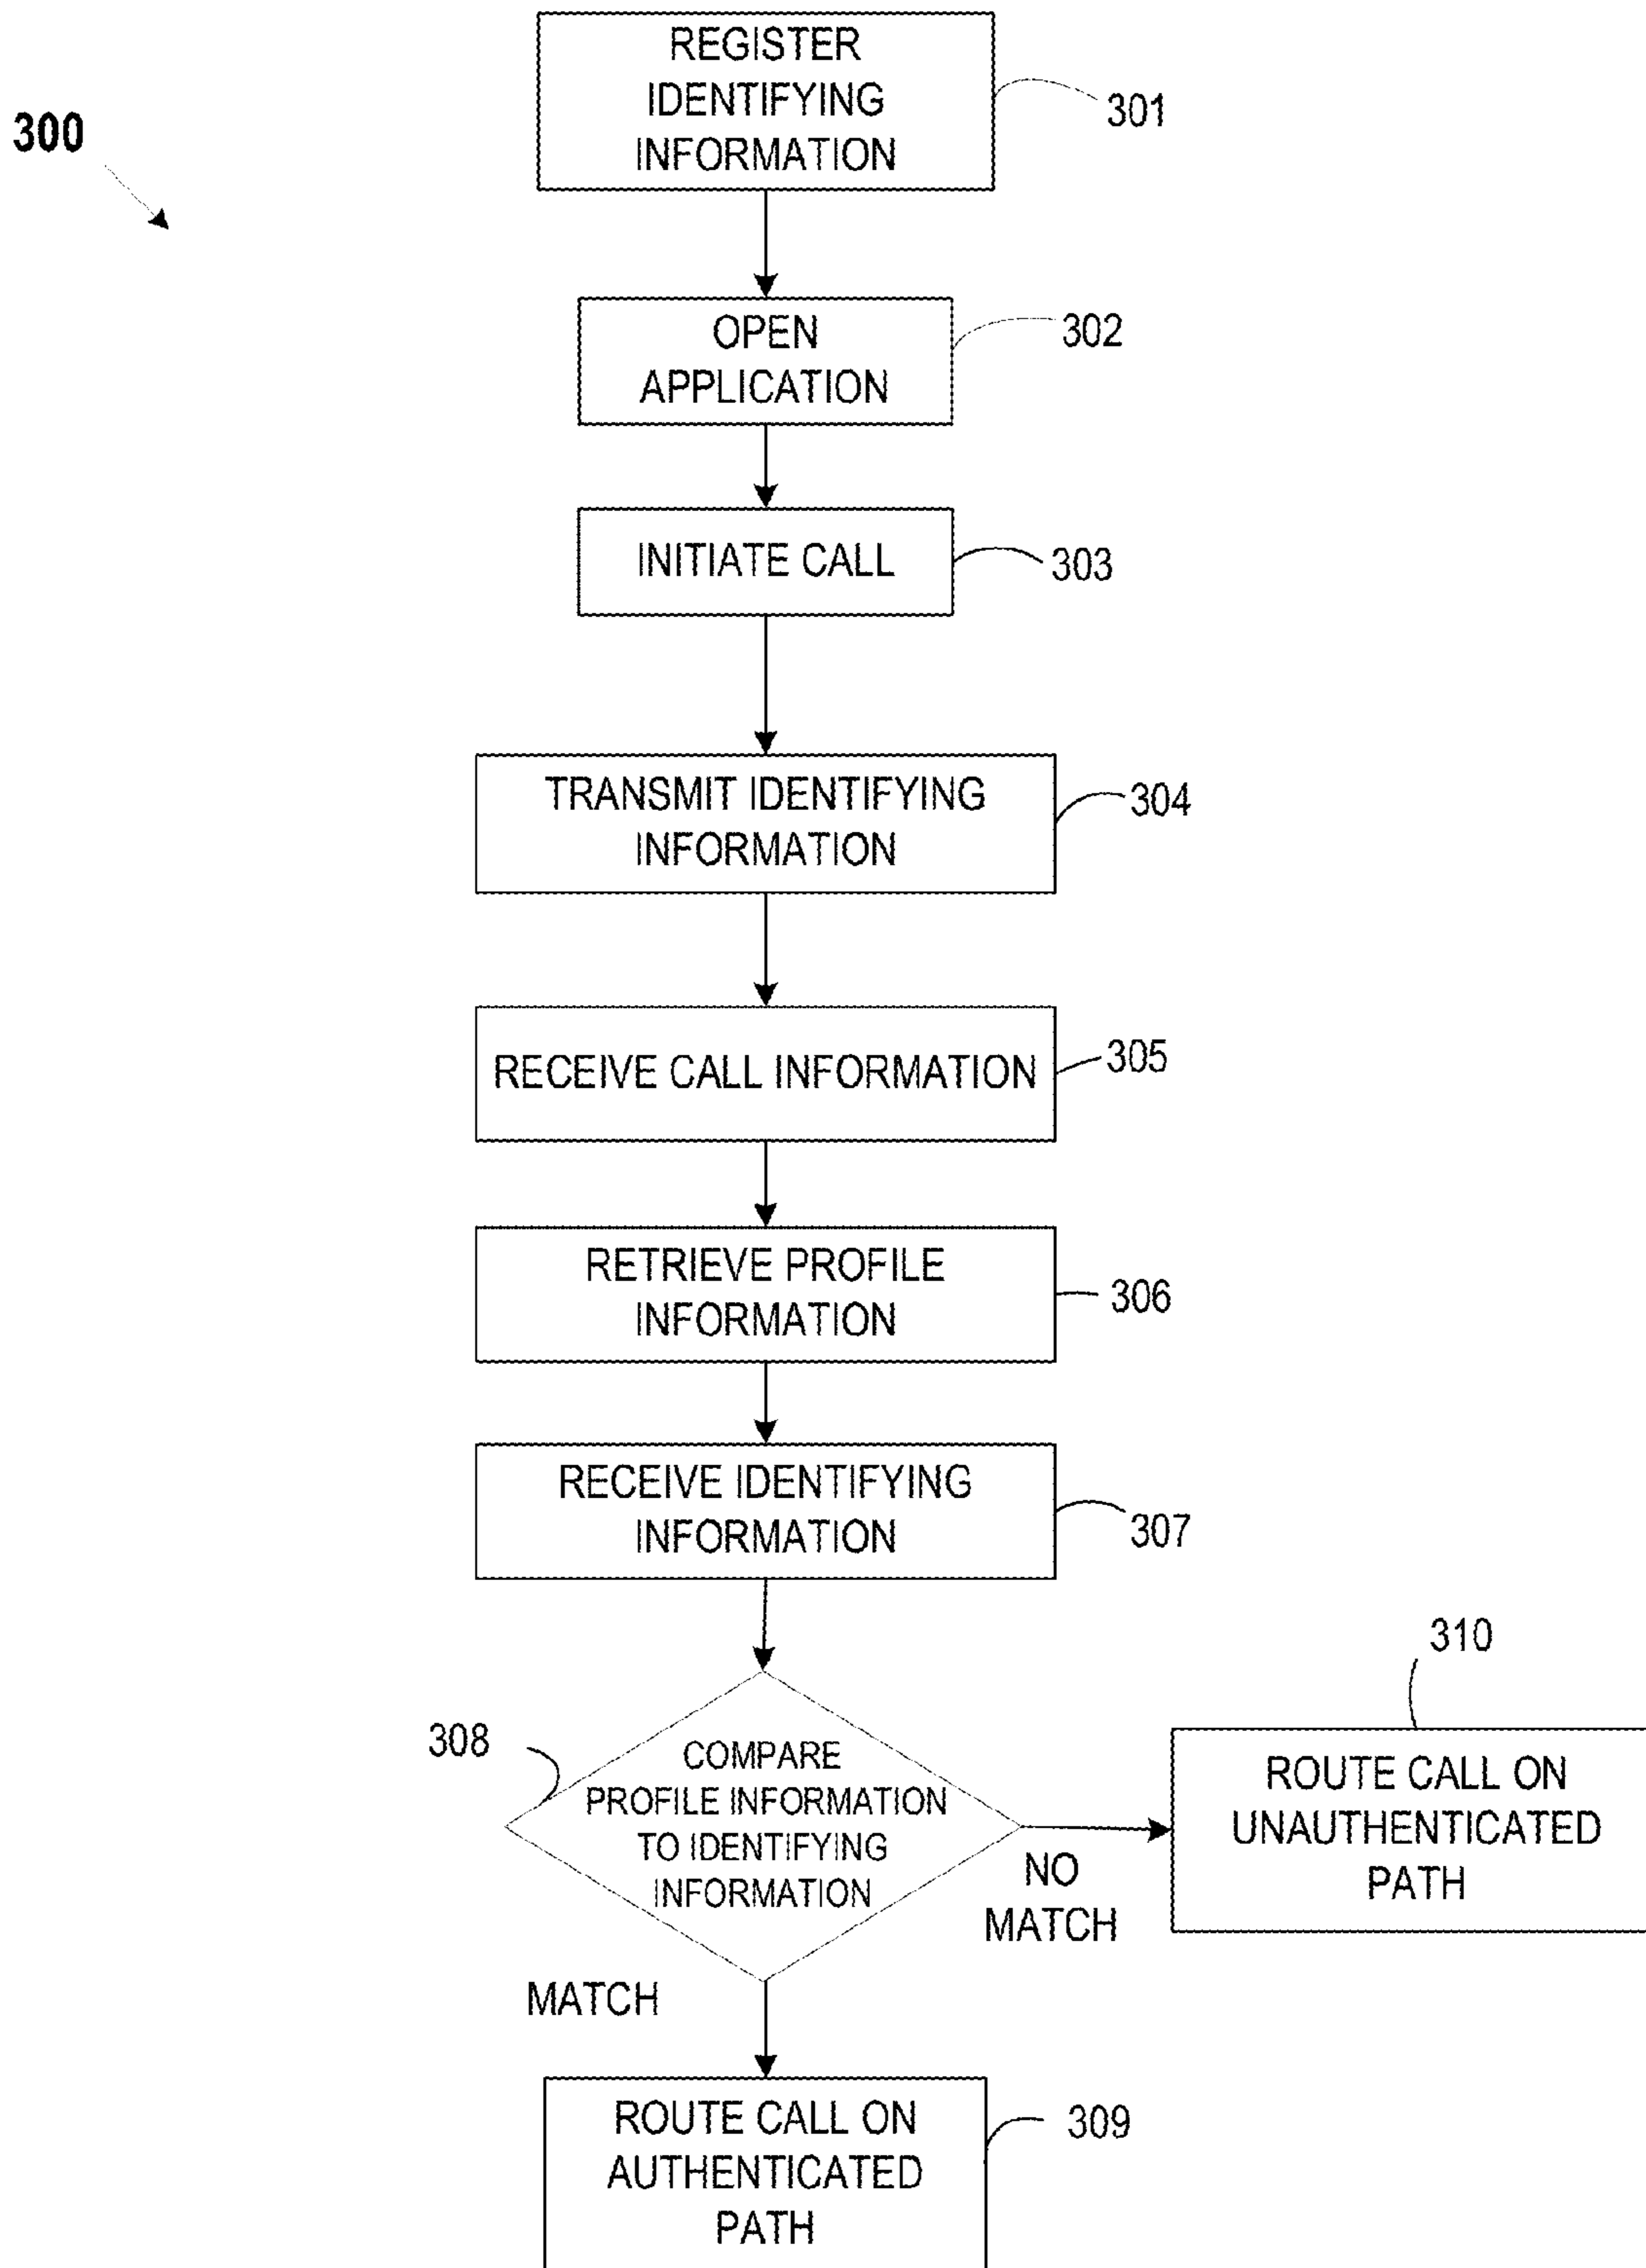 300
REGISTER
IDENTIFYING
INFORMATION
301
OPEN
APPLICATION
302
INITIATE CALL
303
TRANSMIT IDENTIFYING
INFORMATION
304
RECEIVE CALL INFORMATION
305
RETRIEVE PROFILE
INFORMATION
306
RECEIVE IDENTIFYING
INFORMATION
307
308
COMPARE
PROFILE INFORMATION
TO IDENTIFYING
INFORMATION
NO
MATCH
310
ROUTE CALL ON
UNAUTHENTICATED
PATH
MATCH
ROUTE CALL ON
AUTHENTICATED
PATH
309